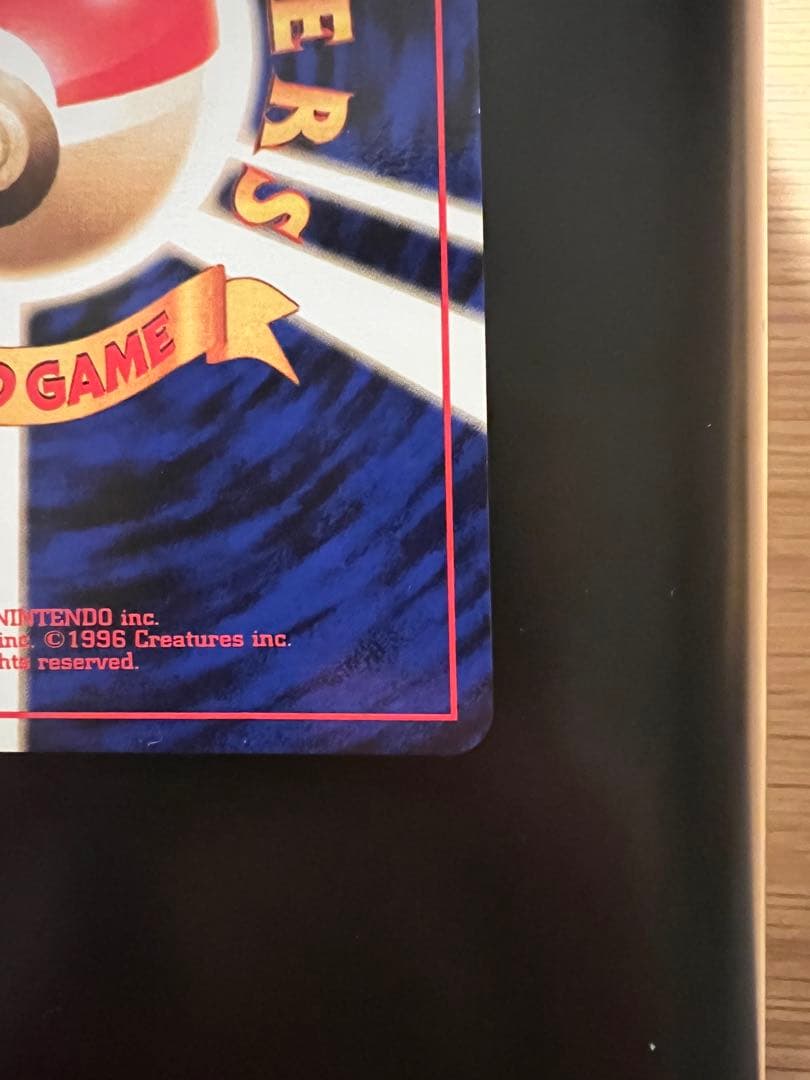 ERS
GAME
NINTENDO inc.
inc. ©1996 Creatures inc.
hts reserved.